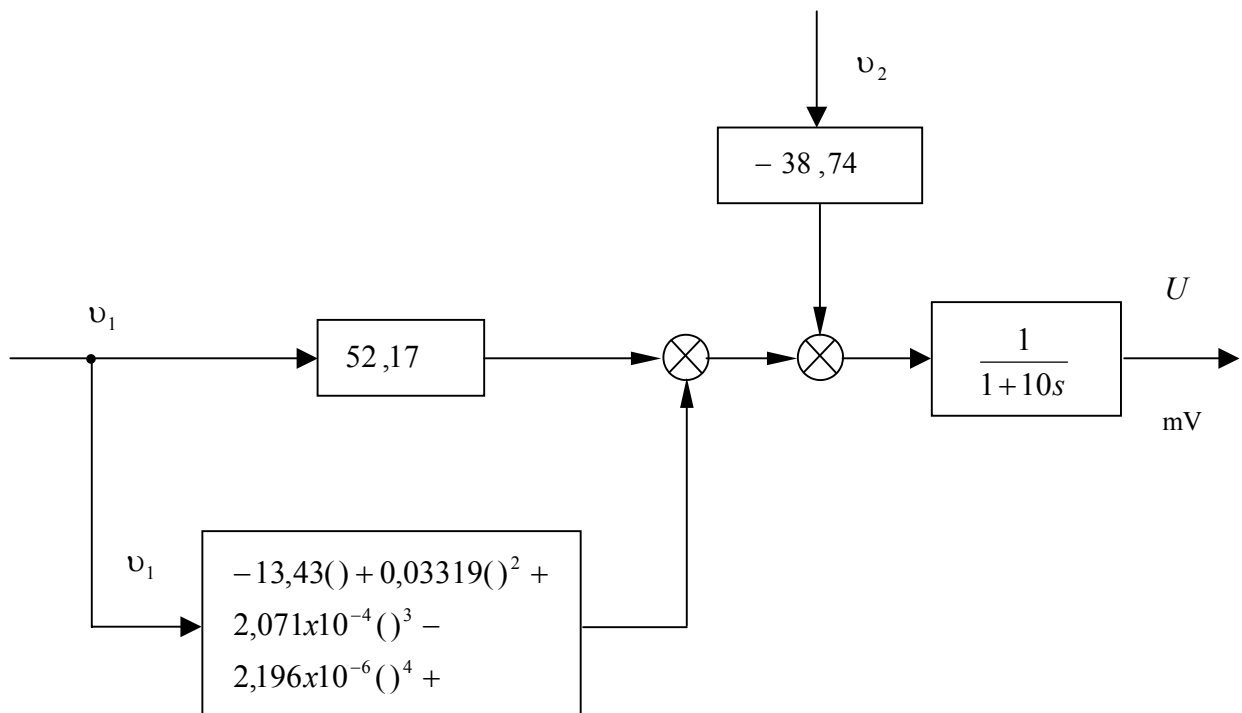 υ₂
− 38,74
υ₁
52,17
1
1+10s
U
mV
υ₁
−13,43() + 0,03319()² +
2,071x10⁻⁴()³ −
2,196x10⁻⁶()⁴ +